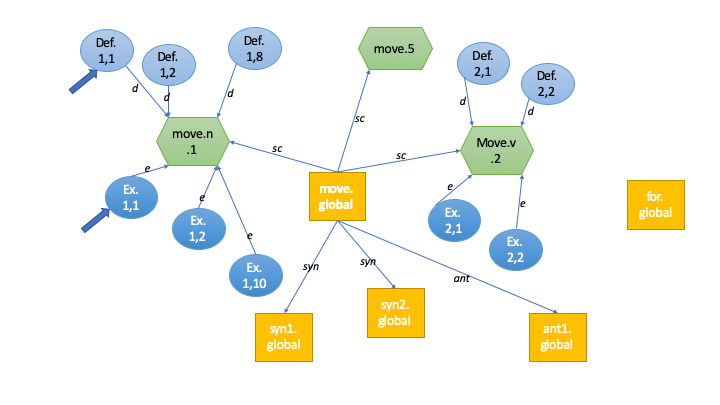 Def.
1,1
Def.
1,2
Def.
1,8
move.5
Def.
2,1
Def.
2,2
d
d
d
d
d
move.n
.1
sc
sc
sc
Move.v
.2
e
e
e
e
e
Ex.
1,1
Ex.
1,2
Ex.
1,10
move.
global
Ex.
2,1
Ex.
2,2
for.
global
syn
syn
ant
syn1.
global
syn2.
global
ant1.
global